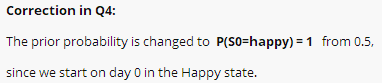 Correction in Q4:
The prior probability is changed to P(S0=happy) = 1 from 0.5,
since we start on day 0 in the Happy state.